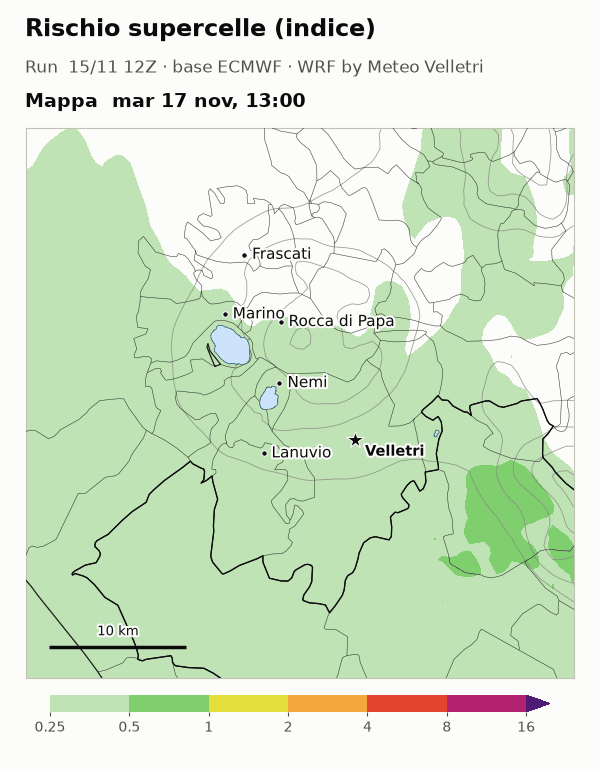 Rischio supercelle (indice)
Run 15/11 12Z · base ECMWF · WRF by Meteo Velletri
Mappa mar 17 nov, 13:00
Frascati
Marino
Rocca di Papa
Nemi
Velletri
Lanuvio
10 km
0.25 0.5 1 2 4 8 16